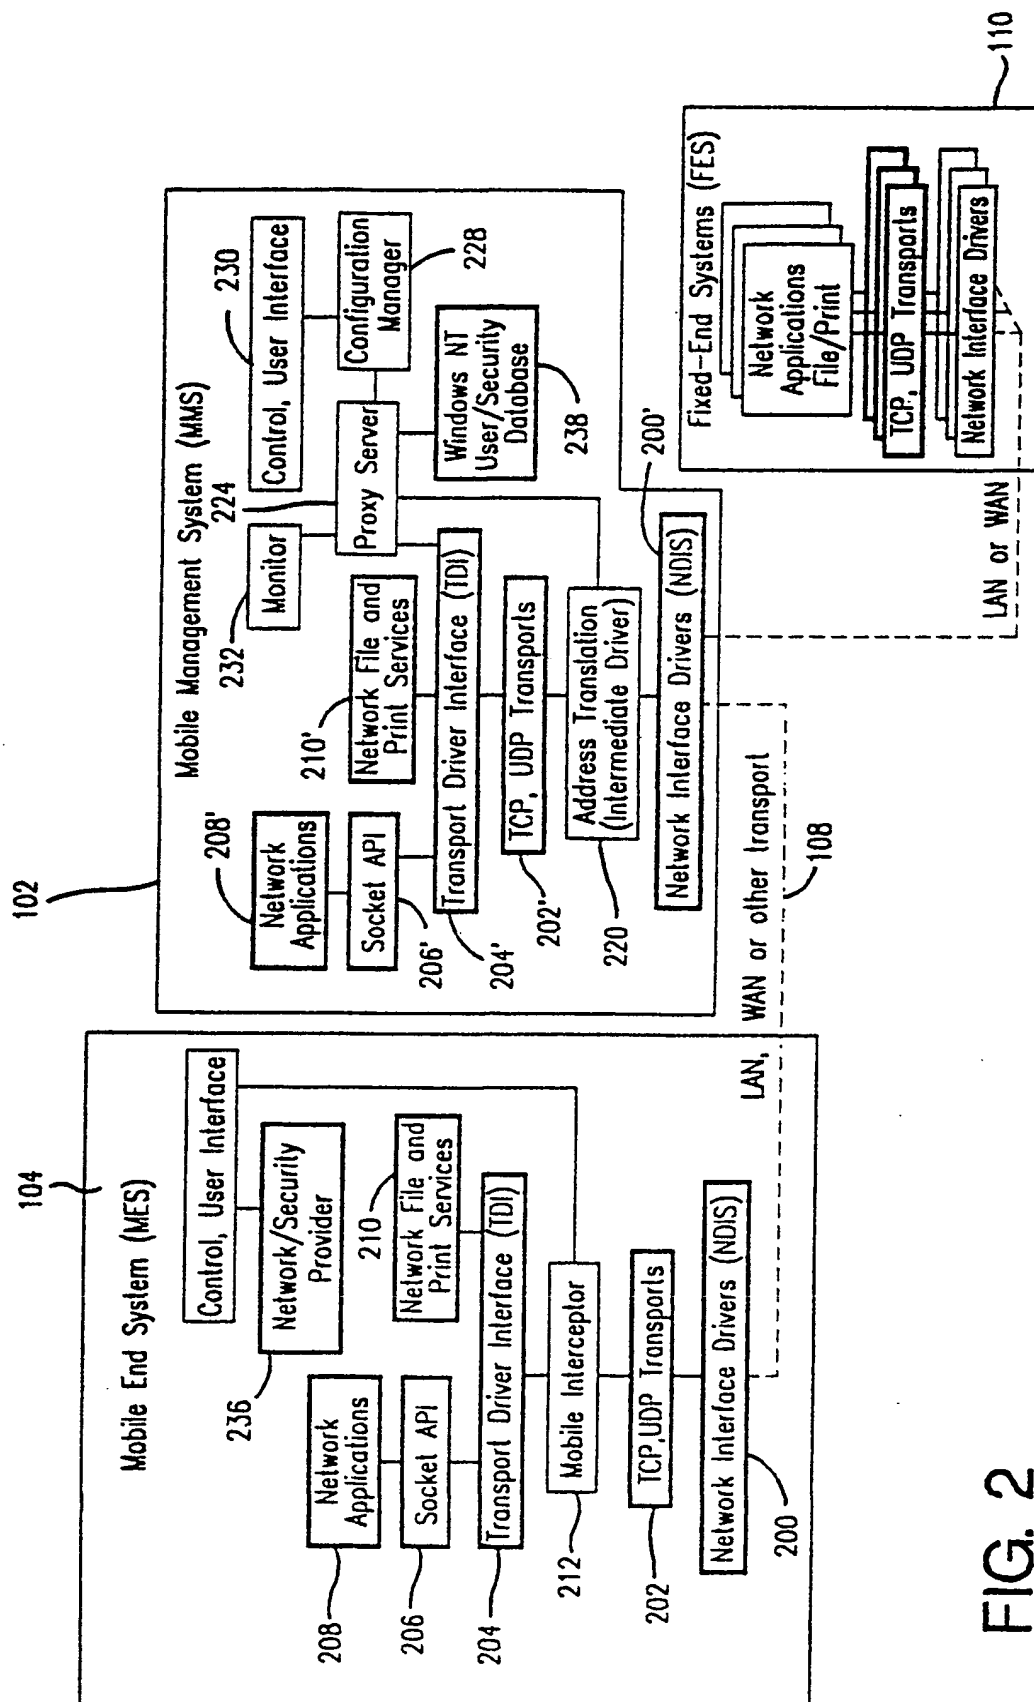 104
Mobile End System (MES)
Control, User Interface
Network/Security
Provider
236
Network
Applications
208
Socket API
206
210
Network File and
Print Services
Transport Driver Interface (TDI)
204
Mobile Interceptor
212
TCP,UDP Transports
202
Network Interface Drivers (NDIS)
200
LAN, WAN or other transport
108
102
Mobile Management System (MMS)
208'
Network
Applications
Socket API
206'
210'
Network File and
Print Services
232
Monitor
224
Proxy Server
230
Control, User Interface
Configuration
Manager
228
Windows NT
User/Security
Database
238
Transport Driver Interface (TDI)
204'
TCP, UDP Transports
202'
Address Translation
(Intermediate Driver)
220
Network Interface Drivers (NDIS)
200'
LAN or WAN
Fixed-End Systems (FES)
Network
Applications
File/Print
TCP, UDP Transports
Network Interface Drivers
110
FIG. 2